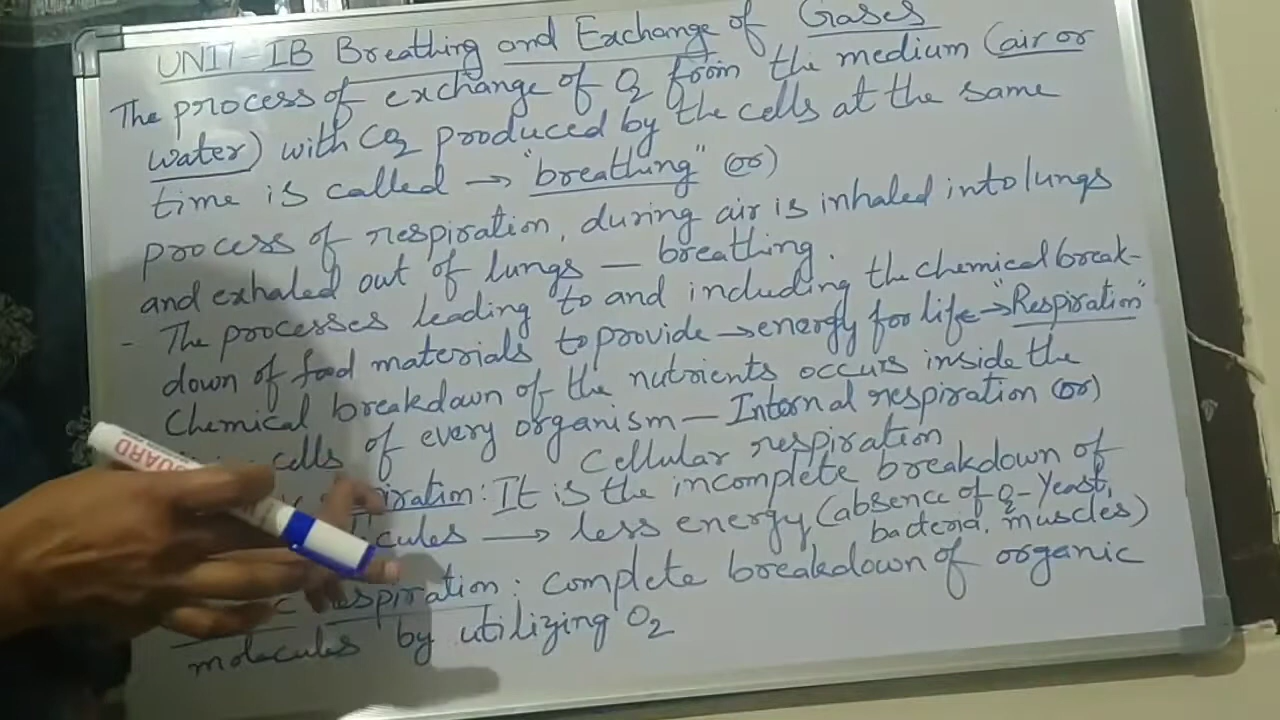 UNIT-IB Breathing and Exchange of Gases
The process of exchange of O2 from the medium (air or
water) with CO2 produced by the cells at the same
time is called → "breathing" (or)
process of respiration, during air is inhaled into lungs
and exhaled out of lungs — breathing.
- The processes leading to and including the chemical break-
down of food materials to provide → energy for life → "Respiration"
Chemical breakdown of the nutrients occurs inside the
cells of every organism — Internal respiration (or)
Cellular respiration
iration: It is the incomplete breakdown of
cules → less energy (absence of O2 - Yeast,
bacteria, muscles)
c Respiration: complete breakdown of organic
molecules by utilizing O2
GUARD